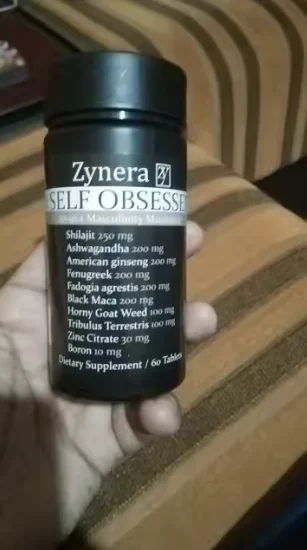 Zynera
SELF OBSESSE
Masculinity
Shilajit 250 mg
Ashwagandha 200 mg
American ginseng 200 mg
Fenugreek 200 mg
Fadogia agrestis 200 mg
Black Maca 200 mg
Horny Goat Weed 100 mg
Tribulus Terrestris 100 mg
Zinc Citrate 30 mg
Boron 10 mg
Dietary Supplement / 60 Tablets